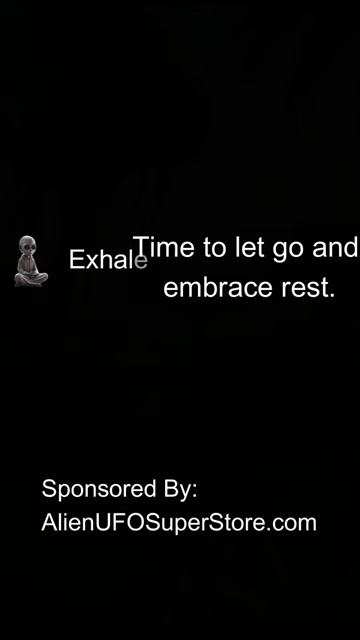 Exhale
Time to let go and
embrace rest.
Sponsored By:
AlienUFOSuperStore.com